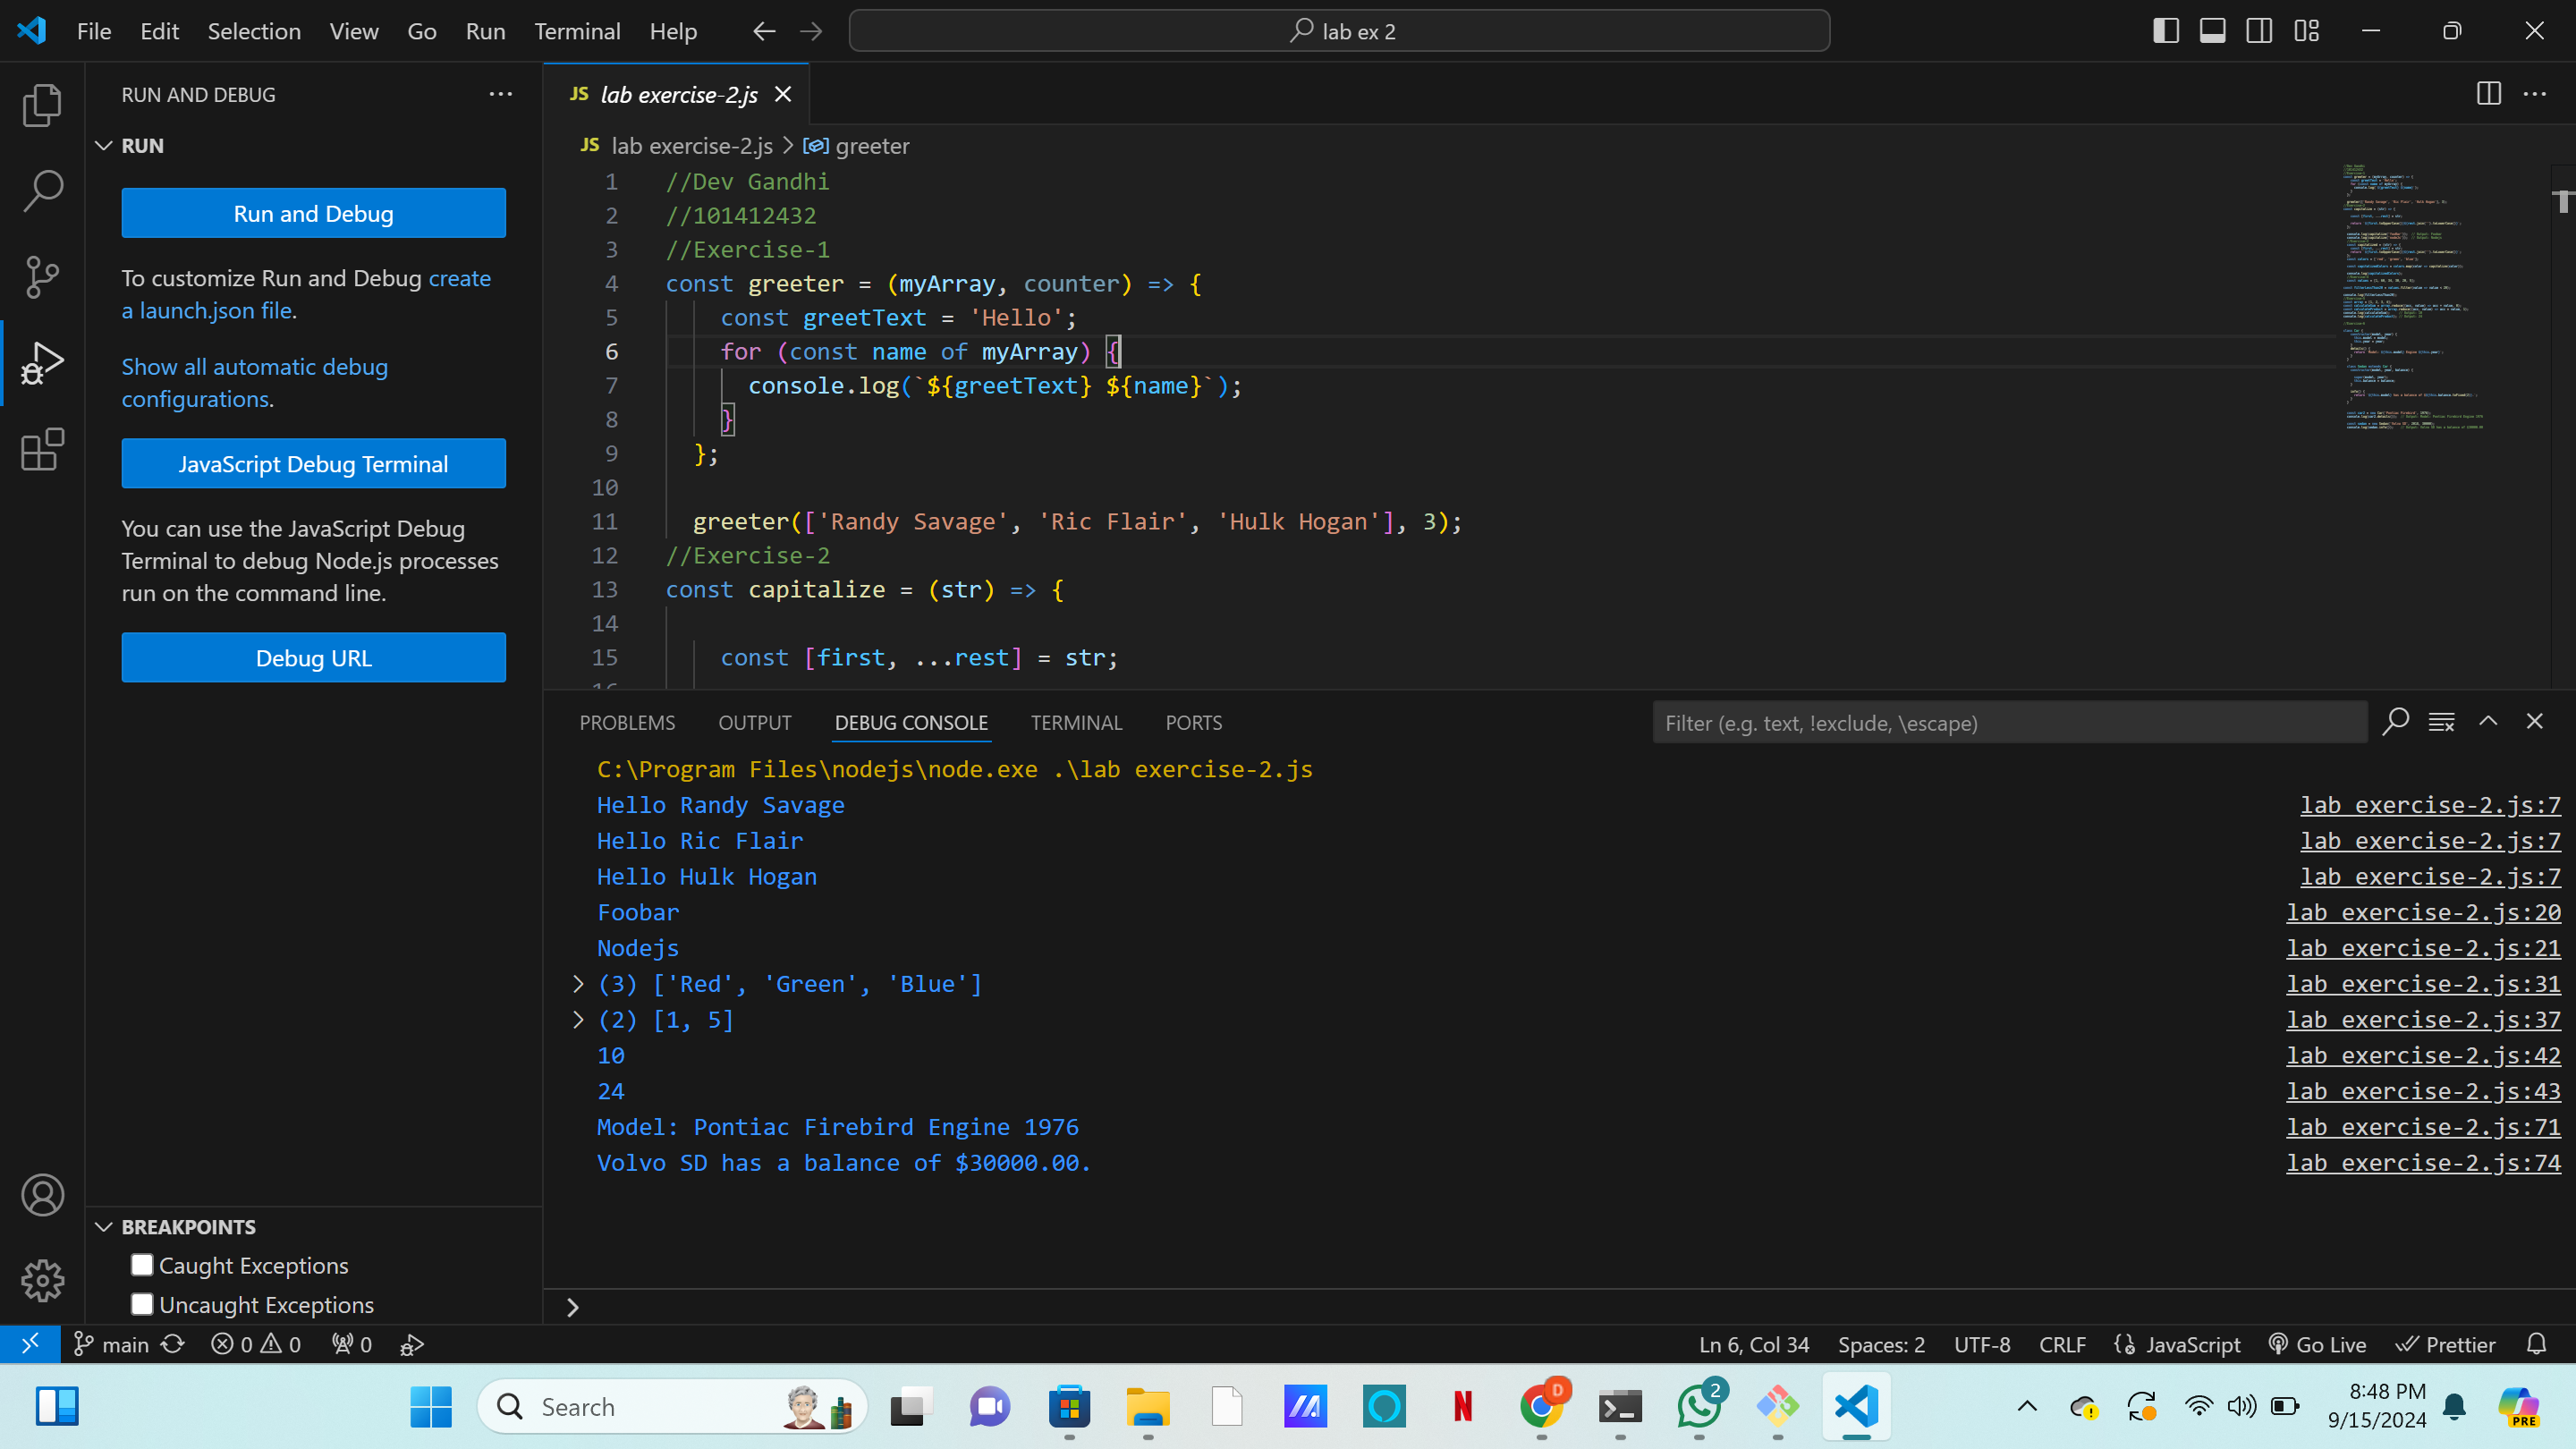 File Edit Selection View Go Run Terminal Help
lab ex 2
RUN AND DEBUG
RUN
Run and Debug
To customize Run and Debug create
a launch.json file.
Show all automatic debug
configurations.
JavaScript Debug Terminal
You can use the JavaScript Debug
Terminal to debug Node.js processes
run on the command line.
Debug URL
BREAKPOINTS
Caught Exceptions
Uncaught Exceptions
JS lab exercise-2.js
JS lab exercise-2.js > greeter
1 //Dev Gandhi
2 //101412432
3 //Exercise-1
4 const greeter = (myArray, counter) => {
5 const greetText = 'Hello';
6 for (const name of myArray) {
7 console.log(`${greetText} ${name}`);
8 }
9 };
10
11 greeter(['Randy Savage', 'Ric Flair', 'Hulk Hogan'], 3);
12 //Exercise-2
13 const capitalize = (str) => {
14
15 const [first, ...rest] = str;
PROBLEMS OUTPUT DEBUG CONSOLE TERMINAL PORTS
Filter (e.g. text, !exclude, \escape)
C:\Program Files\nodejs\node.exe .\lab exercise-2.js
Hello Randy Savage lab exercise-2.js:7
Hello Ric Flair lab exercise-2.js:7
Hello Hulk Hogan lab exercise-2.js:7
Foobar lab exercise-2.js:20
Nodejs lab exercise-2.js:21
> (3) ['Red', 'Green', 'Blue'] lab exercise-2.js:31
> (2) [1, 5] lab exercise-2.js:37
10 lab exercise-2.js:42
24 lab exercise-2.js:43
Model: Pontiac Firebird Engine 1976 lab exercise-2.js:71
Volvo SD has a balance of $30000.00. lab exercise-2.js:74
>
main 0 0 0 Ln 6, Col 34 Spaces: 2 UTF-8 CRLF JavaScript Go Live Prettier
Search
D
2
8:48 PM
9/15/2024
PRE